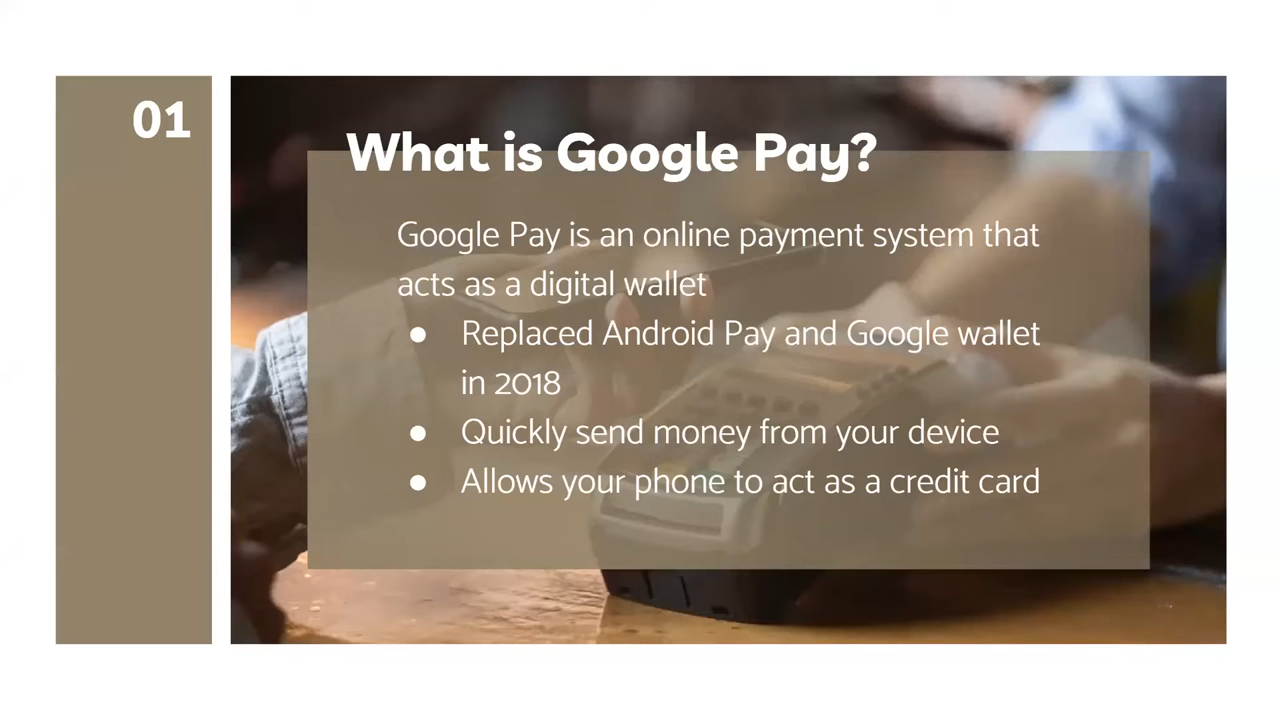 01
What is Google Pay?
Google Pay is an online payment system that
acts as a digital wallet
● Replaced Android Pay and Google wallet
in 2018
● Quickly send money from your device
● Allows your phone to act as a credit card